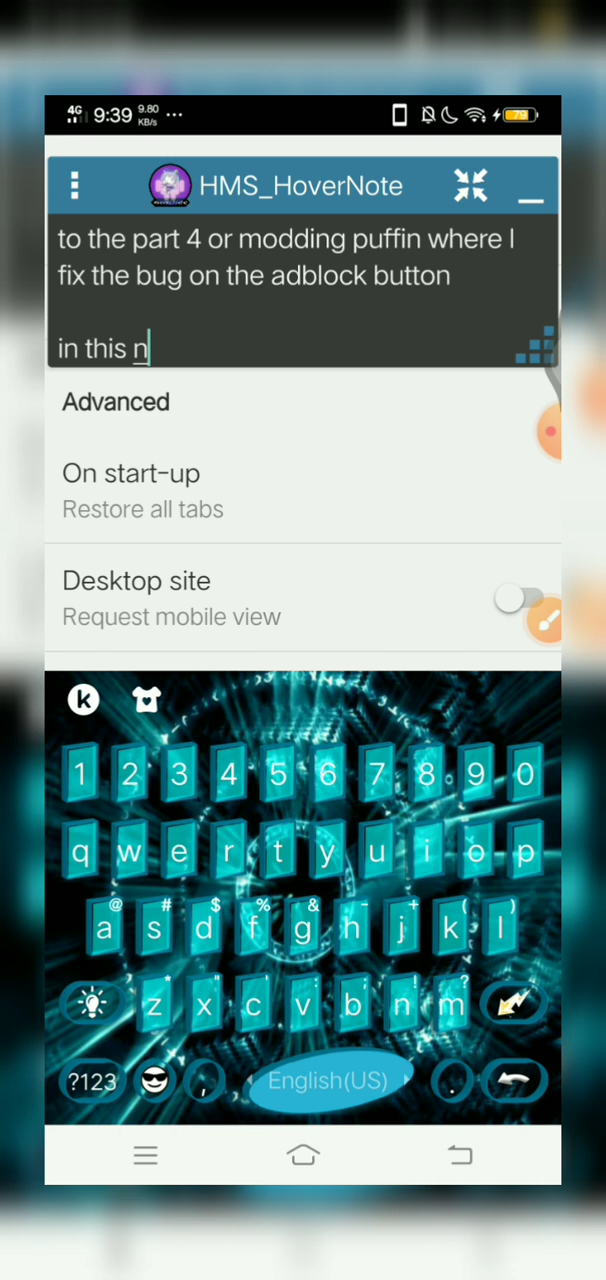 4G 9:39 9.80 KB/s ... 79
HMS_HoverNote
to the part 4 or modding puffin where I
fix the bug on the adblock button
in this n
Advanced
On start-up
Restore all tabs
Desktop site
Request mobile view
k
1 2 3 4 5 6 7 8 9 0
q w e r t y u i o p
@ # $ % & - + ( )
a s d f g h j k l
* " ' : ; ! ?
z x c v b n m
?123 , English(US) .